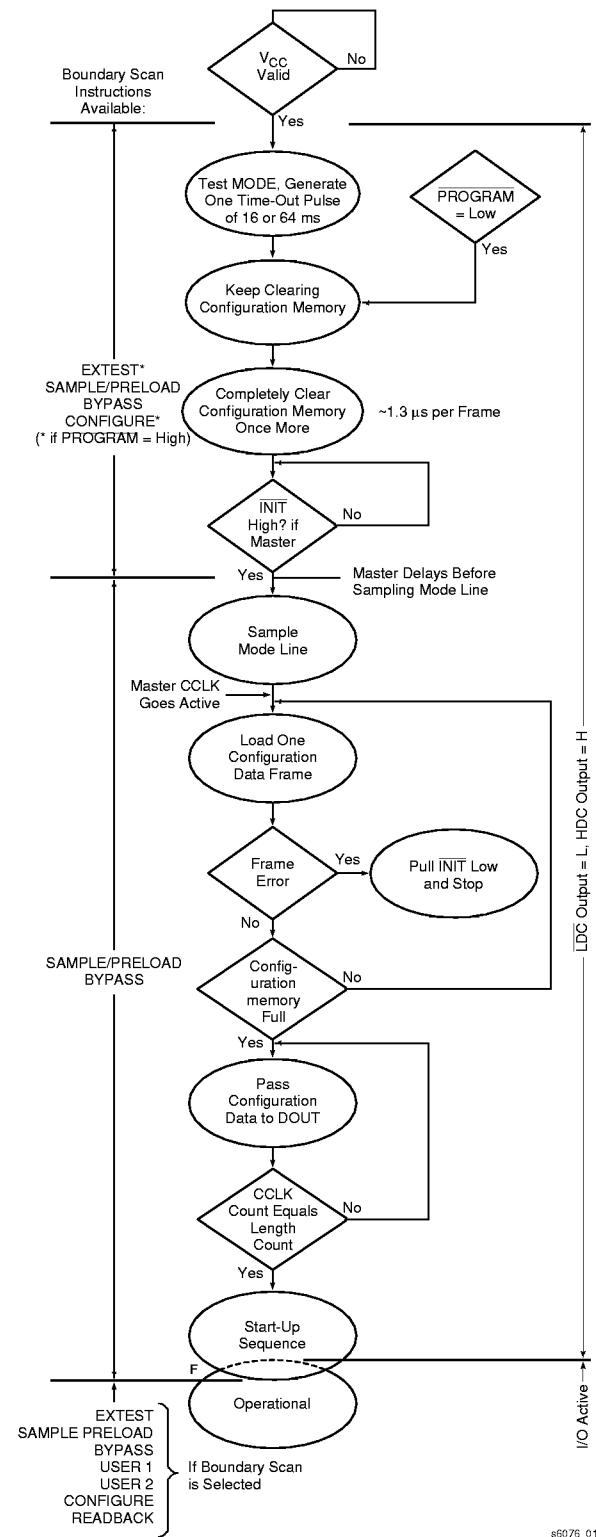 V_CC
Valid
No
Yes
Boundary Scan
Instructions
Available:
Test MODE, Generate
One Time-Out Pulse
of 16 or 64 ms
PROGRAM
= Low
Yes
Keep Clearing
Configuration Memory
EXTEST*
SAMPLE/PRELOAD
BYPASS
CONFIGURE*
(* if PROGRAM = High)
Completely Clear
Configuration Memory
Once More
~1.3 µs per Frame
INIT
High? if
Master
No
Yes
Master Delays Before
Sampling Mode Line
Sample
Mode Line
Master CCLK
Goes Active
Load One
Configuration
Data Frame
Frame
Error
Yes
Pull INIT Low
and Stop
No
SAMPLE/PRELOAD
BYPASS
Config-
uration
memory
Full
No
Yes
Pass
Configuration
Data to DOUT
CCLK
Count Equals
Length
Count
No
Yes
Start-Up
Sequence
F
Operational
EXTEST
SAMPLE PRELOAD
BYPASS
USER 1
USER 2
CONFIGURE
READBACK
If Boundary Scan
is Selected
LDC Output = L, HDC Output = H
I/O Active
s6076_01